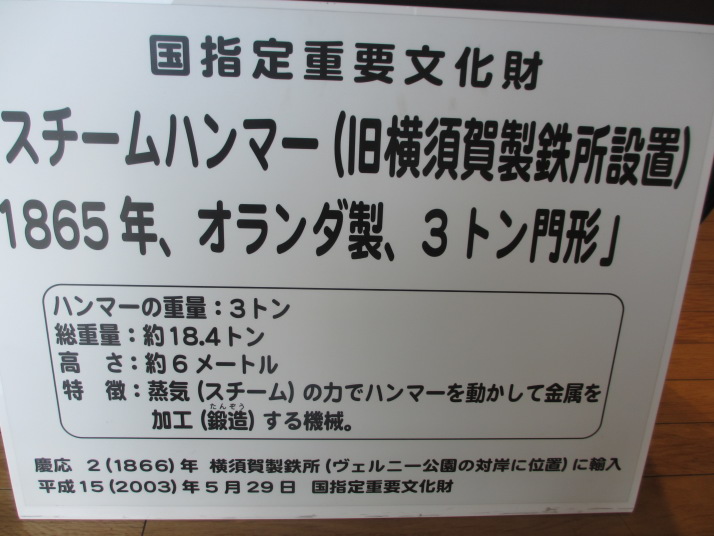 国指定重要文化財
スチームハンマー(旧横須賀製鉄所設置)
1865年、オランダ製、3トン門形」
ハンマーの重量：3トン
総重量：約18.4トン
高　さ：約6メートル
特　徴：蒸気(スチーム)の力でハンマーを動かして金属を
たんぞう
加工(鍛造)する機械。
慶応　2(1866)年　横須賀製鉄所(ヴェルニー公園の対岸に位置)に輸入
平成15(2003)年5月29日　国指定重要文化財